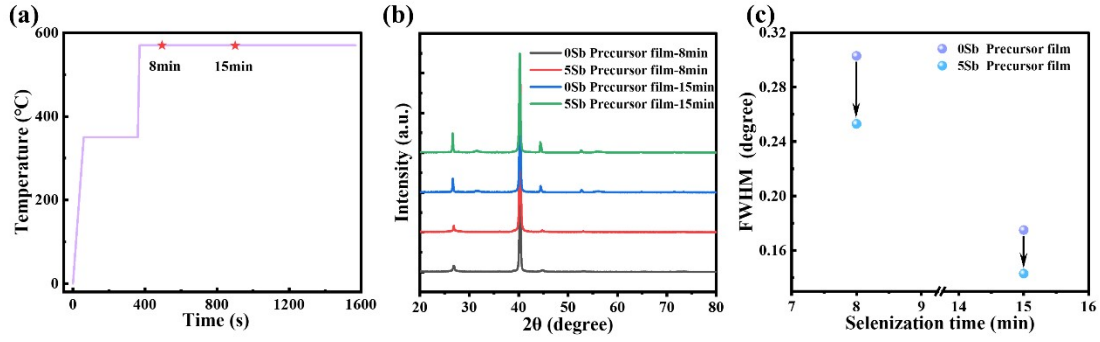 (a)
600
400
200
0
8min
15min
0
400
800
1200
1600
Temperature (℃)
Time (s)
(b)
0Sb Precursor film-8min
5Sb Precursor film-8min
0Sb Precursor film-15min
5Sb Precursor film-15min
Intensity (a.u.)
20
30
40
50
60
70
80
2θ (degree)
(c)
0.32
0.28
0.24
0.20
0.16
0Sb Precursor film
5Sb Precursor film
FWHM (degree)
7
8
9
14
15
16
Selenization time (min)